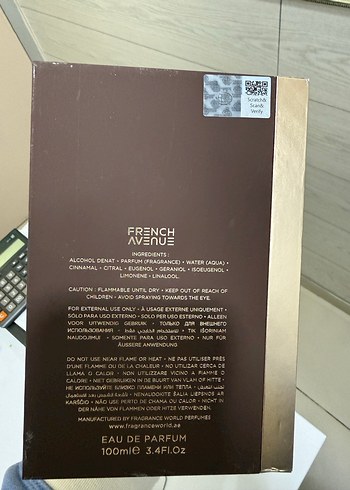 Scratch&
Scan&
Verify
FRENCH
AVENUE
INGREDIENTS:
ALCOHOL DENAT • PARFUM (FRAGRANCE) • WATER (AQUA) •
CINNAMAL • CITRAL • EUGENOL • GERANIOL • ISOEUGENOL •
LIMONENE • LINALOOL.
CAUTION : FLAMMABLE UNTIL DRY • KEEP OUT OF REACH OF
CHILDREN • AVOID SPRAYING TOWARDS THE EYE.
FOR EXTERNAL USE ONLY • À USAGE EXTERNE UNIQUEMENT •
SOLO PARA USO EXTERNO • SOLO PER USO ESTERNO • ALLEEN
VOOR UITWENDIG GEBRUIK • ТОЛЬКО ДЛЯ ВНЕШНЕГО
ИСПОЛЬЗОВАНИЯ • للاستعمال الخارجي فقط • TIK IŠORINIAM
NAUDOJIMUI • SOMENTE PARA USO EXTERNO • NUR FÜR
ÄUSSERE ANWENDUNG
DO NOT USE NEAR FLAME OR HEAT • NE PAS UTILISER PRÈS
D'UNE FLAMME OU DE LA CHALEUR • NO UTILIZAR CERCA DE
LLAMA O CALOR • NON UTILIZZARE VICINO A FIAMME O
CALORE • NIET GEBRUIKEN IN DE BUURT VAN VLAM OF HITTE •
НЕ ИСПОЛЬЗУЙТЕ БЛИЗКО ПЛАМЕНИ ИЛИ ТЕПЛА •
NENAUDOKITE ŠALIA LIEPSNOS AR
KARŠČIO • NÃO USE PERTO DE CHAMA OU CALOR • NICHT IN
DER NÄHE VON FLAMMEN ODER HITZE VERWENDEN.
MANUFACTURED BY FRAGRANCE WORLD PERFUMES
www.fragranceworld.ae
EAU DE PARFUM
100ml℮ 3.4Fl.Oz